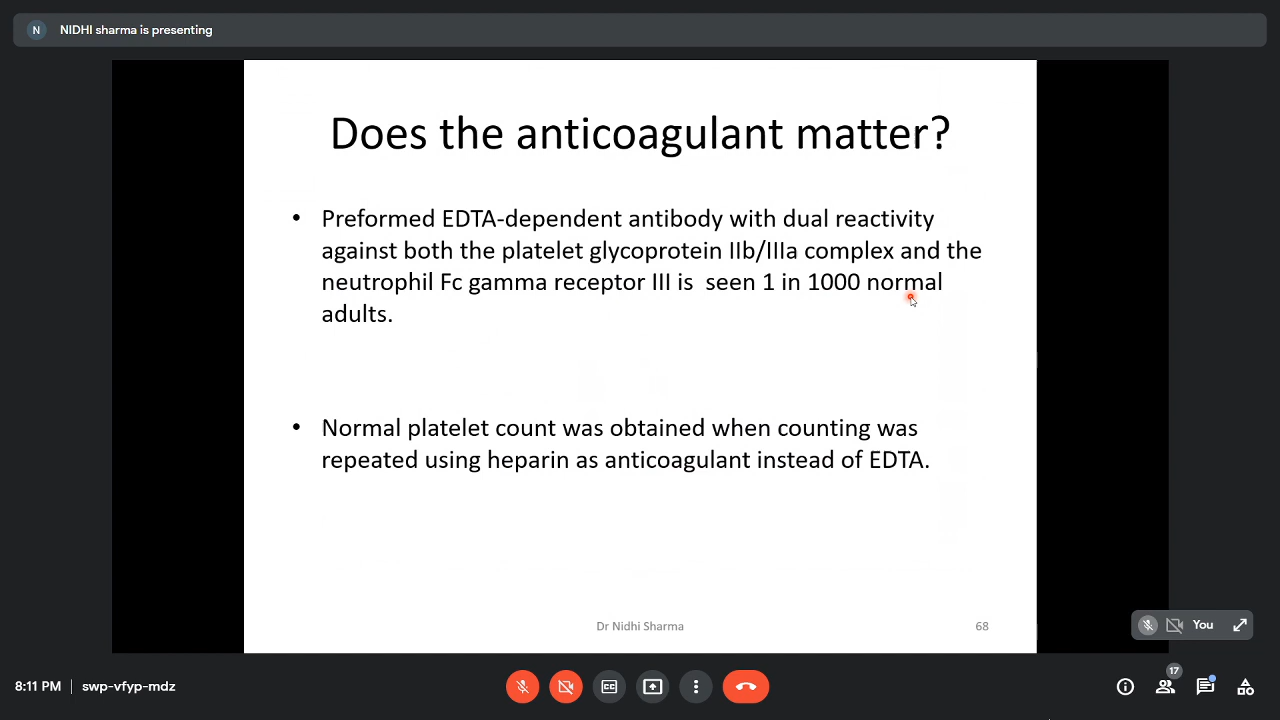 N NIDHI sharma is presenting
Does the anticoagulant matter?
• Preformed EDTA-dependent antibody with dual reactivity
against both the platelet glycoprotein IIb/IIIa complex and the
neutrophil Fc gamma receptor III is  seen 1 in 1000 normal
adults.
• Normal platelet count was obtained when counting was
repeated using heparin as anticoagulant instead of EDTA.
Dr Nidhi Sharma 68
You
8:11 PM | swp-vfyp-mdz
CC
17